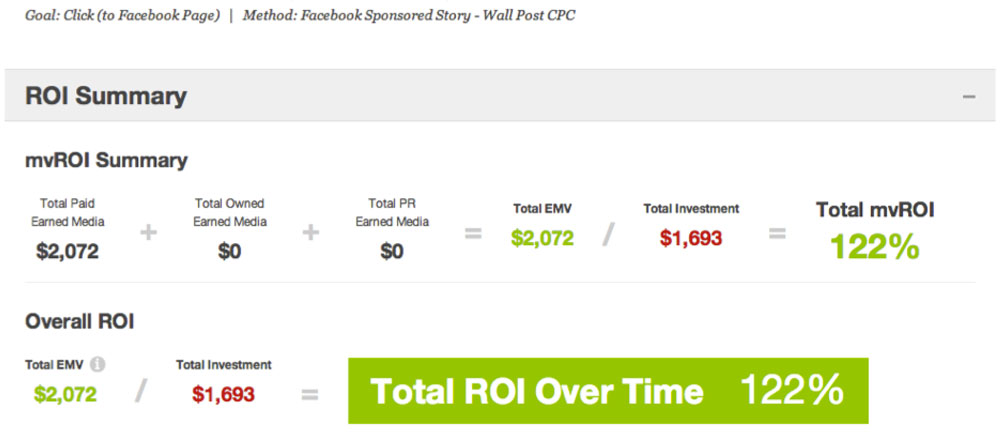 Goal: Click (to Facebook Page) | Method: Facebook Sponsored Story - Wall Post CPC
ROI Summary –
mvROI Summary
Total Paid Total Owned Total PR
Earned Media + Earned Media + Earned Media = Total EMV / Total Investment = Total mvROI
$2,072 $0 $0 $2,072 $1,693 122%
Overall ROI
Total EMV i Total Investment
$2,072 / $1,693 = Total ROI Over Time 122%